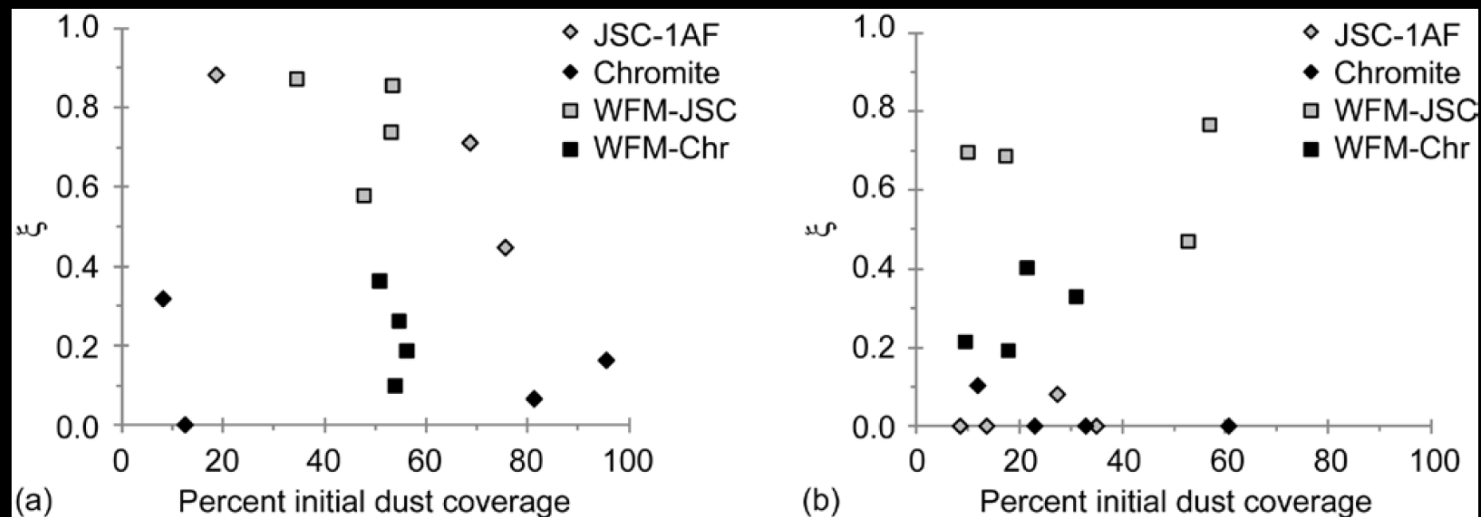 1.0
0.8
0.6
0.4
0.2
0.0
ξ
0 20 40 60 80 100
Percent initial dust coverage
(a)
JSC-1AF
Chromite
WFM-JSC
WFM-Chr
1.0
0.8
0.6
0.4
0.2
0.0
ξ
0 20 40 60 80 100
Percent initial dust coverage
(b)
JSC-1AF
Chromite
WFM-JSC
WFM-Chr